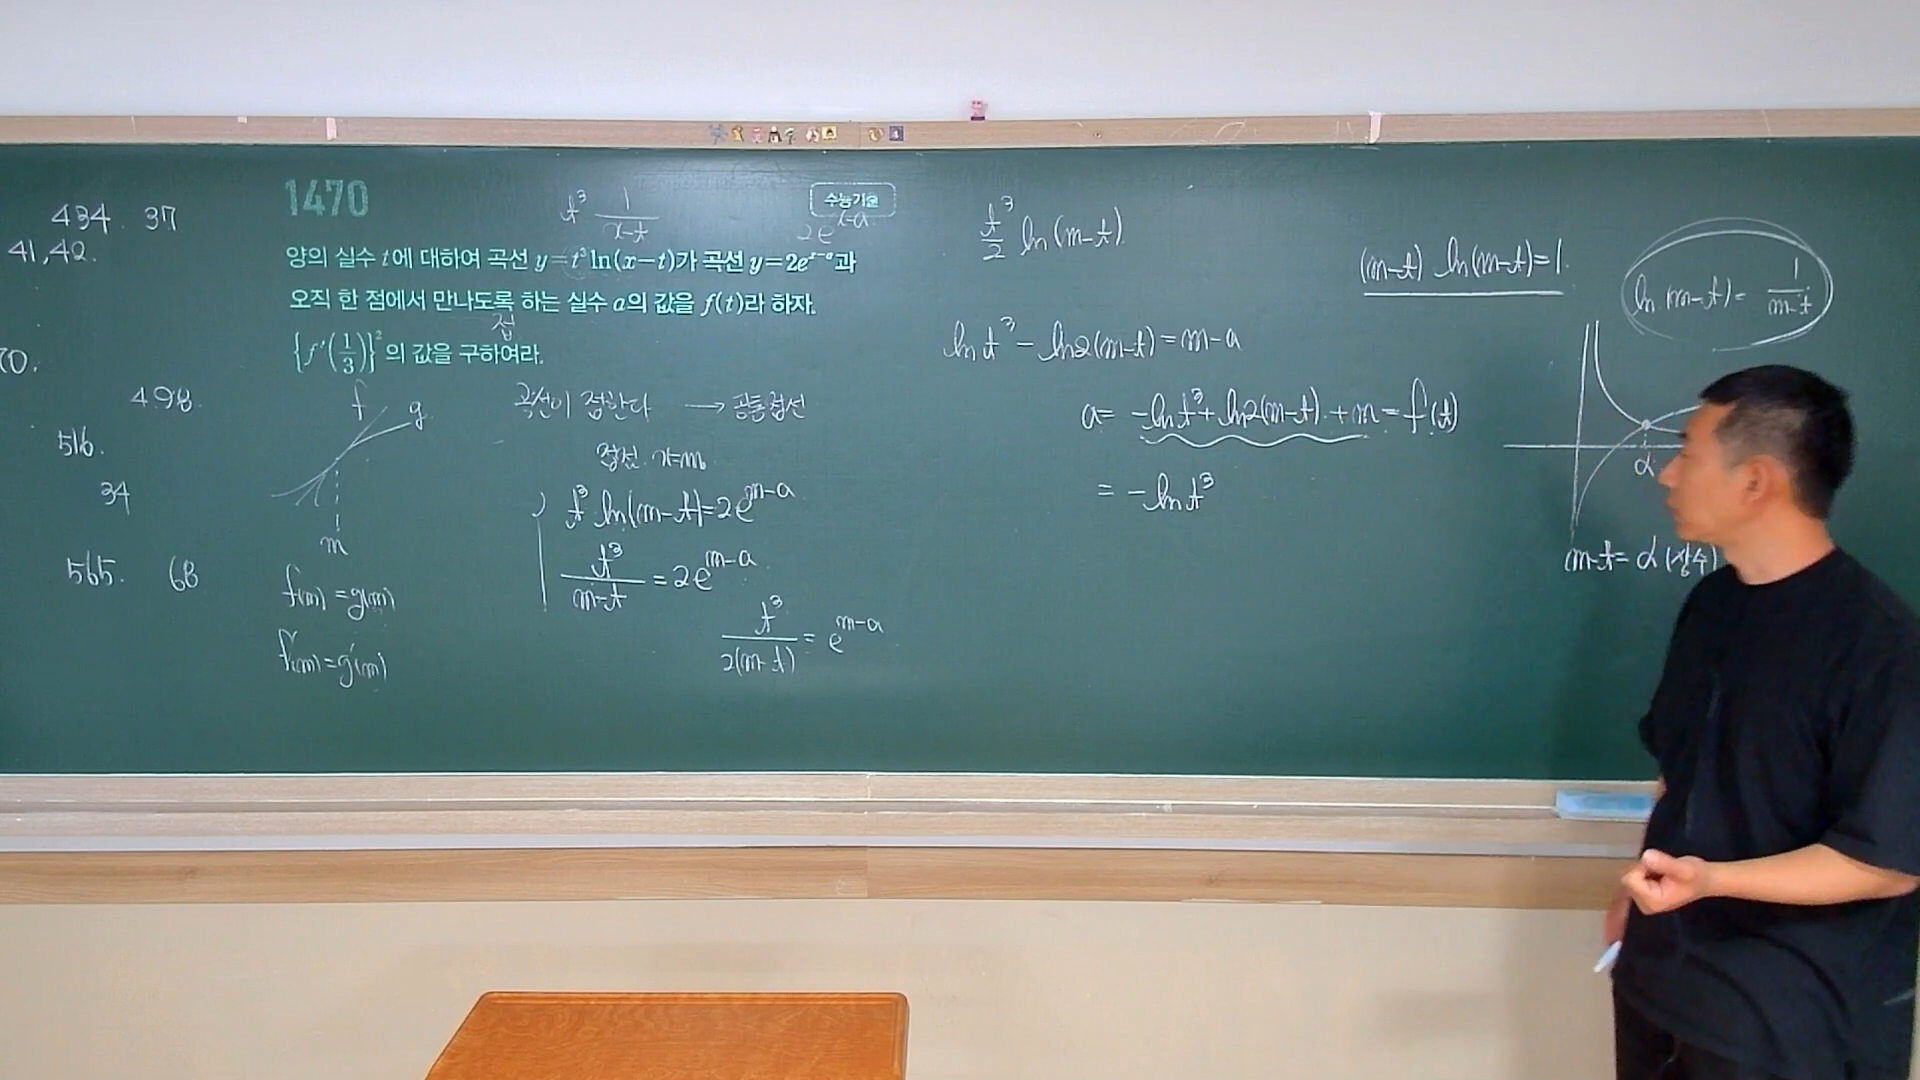 434. 37
41, 42.
70.
498.
516.
34
565. 68
1470
수능기출
t³ 1/(x-t)
2e^(x-a)
양의 실수 t에 대하여 곡선 y=t³ln(x-t)가 곡선 y=2e^(x-a)과
오직 한 점에서 만나도록 하는 실수 a의 값을 f(t)라 하자.
접
{f'(1/3)}²의 값을 구하여라.
f
g
m
f(m)=g(m)
f'(m)=g'(m)
곡선이 접한다 → 공통접선
접선. x=m
t³ ln(m-t)=2e^(m-a)
t³/(m-t) = 2e^(m-a)
t³/2(m-t) = e^(m-a)
t³/2 ln(m-t)
ln t³ - ln2(m-t) = m-a
a= -ln t³ + ln2(m-t) + m = f(t)
= -ln t³
(m-t) ln(m-t)=1.
ln(m-t) = 1/(m-t)
α
m-t= α (상수)